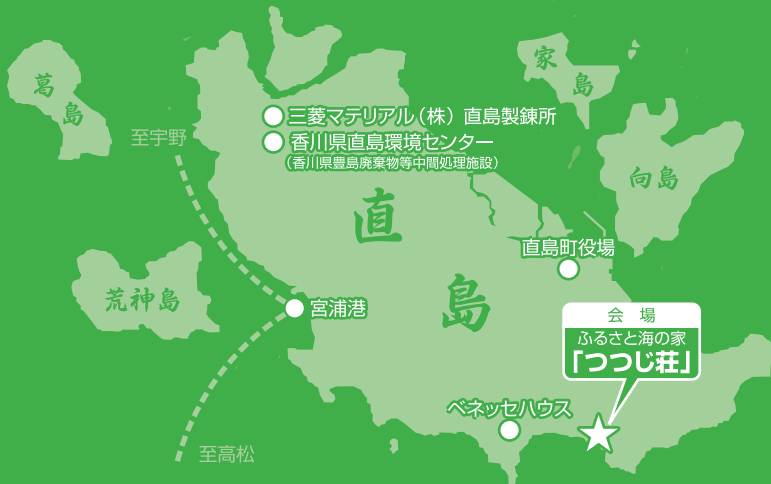 葛島
家島
三菱マテリアル（株）直島製錬所
至宇野
香川県直島環境センター
（香川県豊島廃棄物等中間処理施設）
向島
直島
直島町役場
荒神島
宮浦港
会 場
ふるさと海の家
「つつじ荘」
ベネッセハウス
至高松